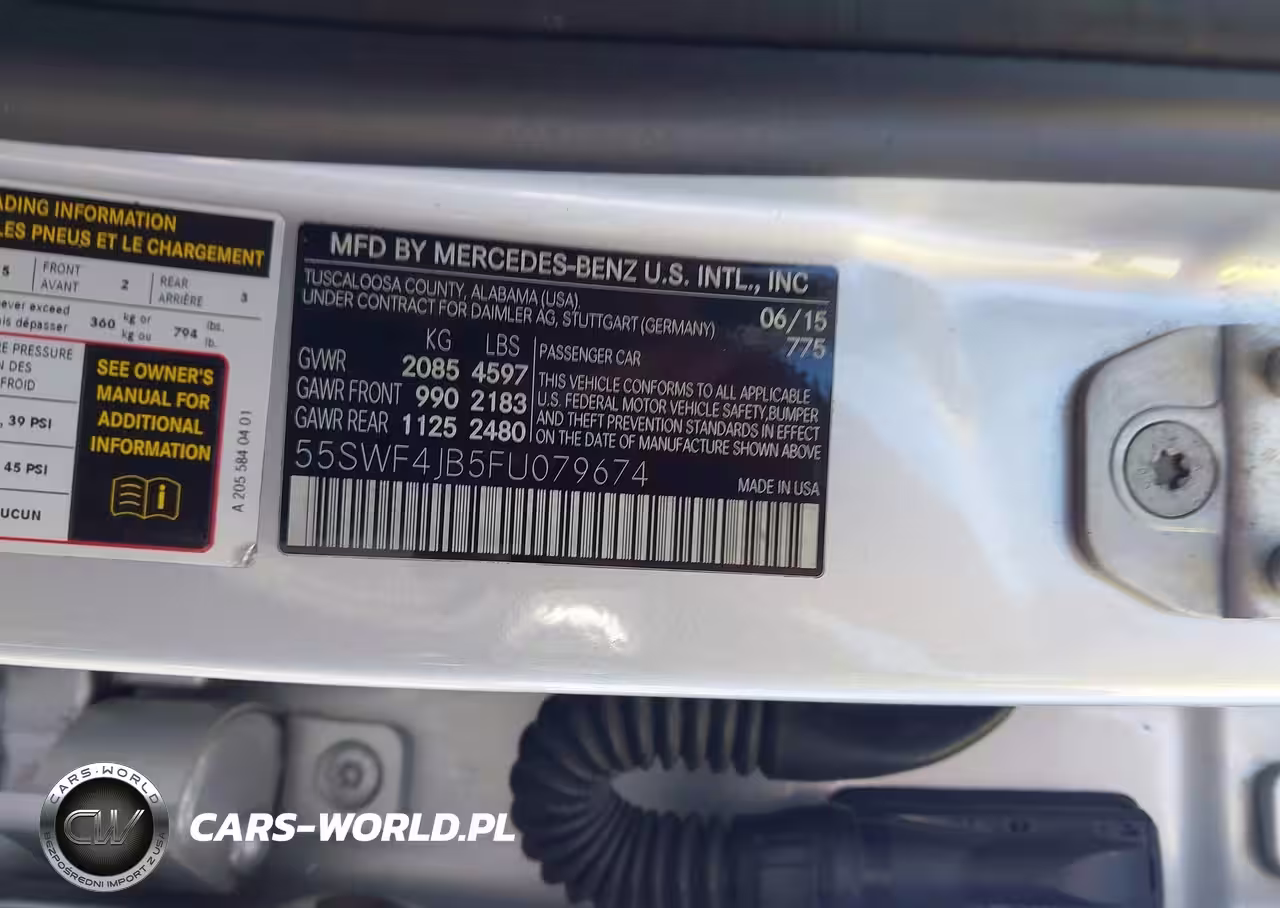 ADING INFORMATION
LES PNEUS ET LE CHARGEMENT
5 FRONT AVANT 2 REAR ARRIÈRE 3
ever exceed
ais dépasser 360 kg or kg ou 794 lbs. lb.
E PRESSURE
N DES
FROID
, 39 PSI
45 PSI
UCUN
SEE OWNER'S
MANUAL FOR
ADDITIONAL
INFORMATION
A 205 584 04 01
MFD BY MERCEDES-BENZ U.S. INTL., INC
TUSCALOOSA COUNTY, ALABAMA (USA).
UNDER CONTRACT FOR DAIMLER AG, STUTTGART (GERMANY) 06/15
775
KG LBS
GVWR 2085 4597
GAWR FRONT 990 2183
GAWR REAR 1125 2480
PASSENGER CAR
THIS VEHICLE CONFORMS TO ALL APPLICABLE
U.S. FEDERAL MOTOR VEHICLE SAFETY,BUMPER
AND THEFT PREVENTION STANDARDS IN EFFECT
ON THE DATE OF MANUFACTURE SHOWN ABOVE
55SWF4JB5FU079674
MADE IN USA
CARS-WORLD
CW
BEZPOŚREDNI IMPORT Z USA
CARS-WORLD.PL